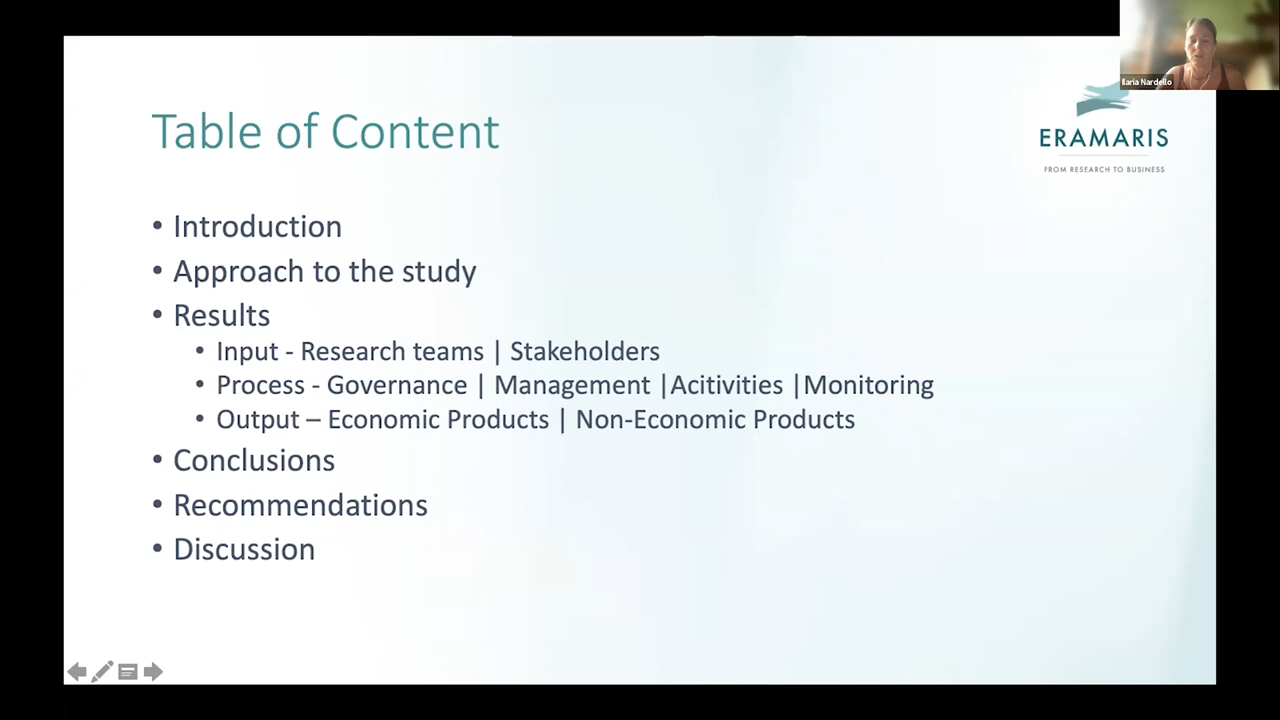 Ilaria Nardello
Table of Content
ERAMARIS
FROM RESEARCH TO BUSINESS
• Introduction
• Approach to the study
• Results
• Input - Research teams | Stakeholders
• Process - Governance | Management |Acitivities |Monitoring
• Output – Economic Products | Non-Economic Products
• Conclusions
• Recommendations
• Discussion